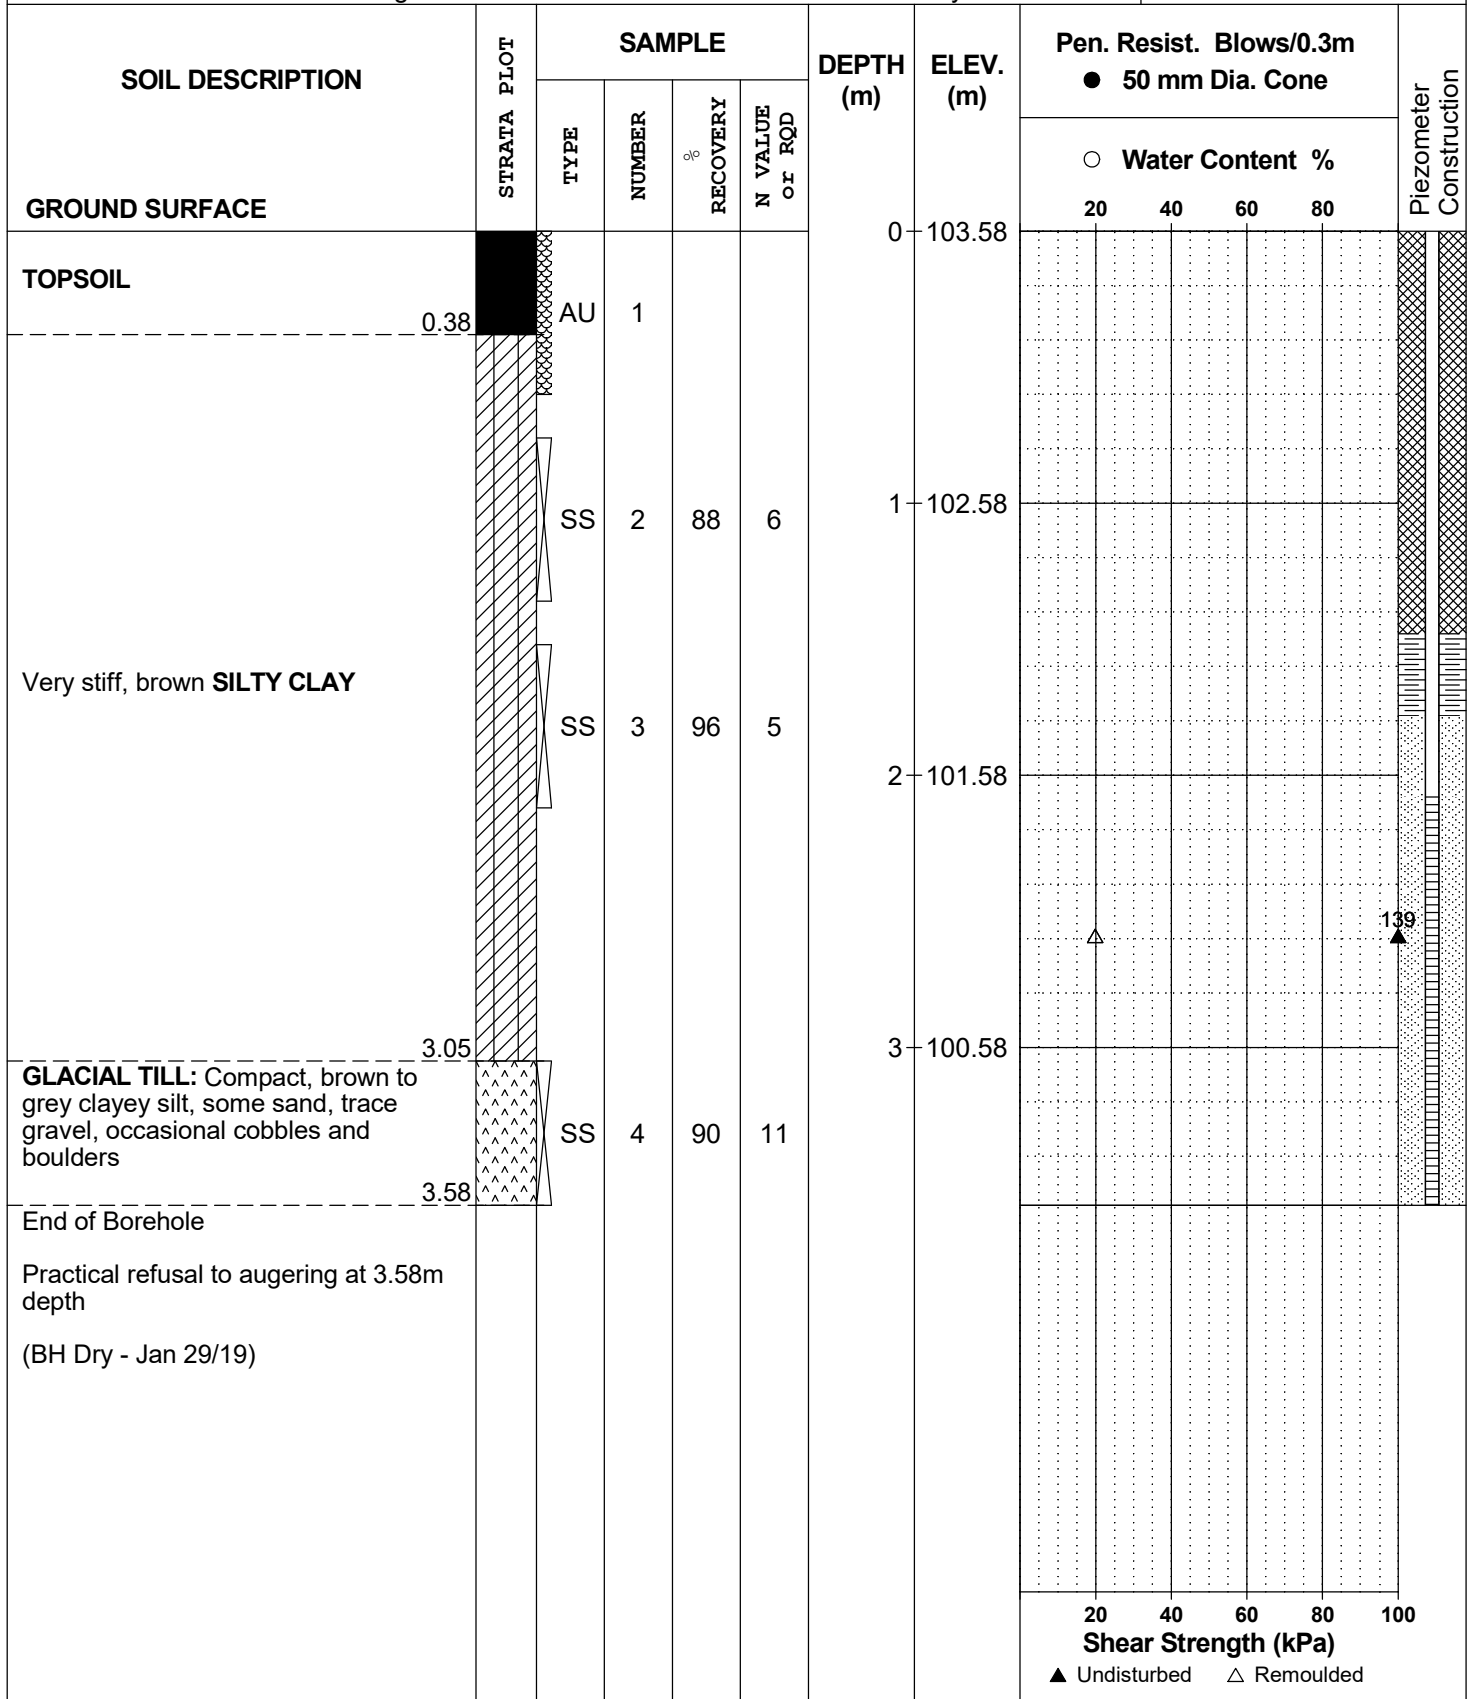 SOIL DESCRIPTION
GROUND SURFACE
STRATA PLOT
SAMPLE
TYPE
NUMBER
%
RECOVERY
N VALUE
or RQD
DEPTH
(m)
ELEV.
(m)
Pen. Resist. Blows/0.3m
● 50 mm Dia. Cone
○ Water Content %
20 40 60 80
Piezometer
Construction
0 103.58
TOPSOIL
0.38
AU 1
SS 2 88 6
1 102.58
Very stiff, brown SILTY CLAY
SS 3 96 5
2 101.58
139
3.05
3 100.58
GLACIAL TILL: Compact, brown to
grey clayey silt, some sand, trace
gravel, occasional cobbles and
boulders
SS 4 90 11
3.58
End of Borehole
Practical refusal to augering at 3.58m
depth
(BH Dry - Jan 29/19)
20 40 60 80 100
Shear Strength (kPa)
▲ Undisturbed △ Remoulded